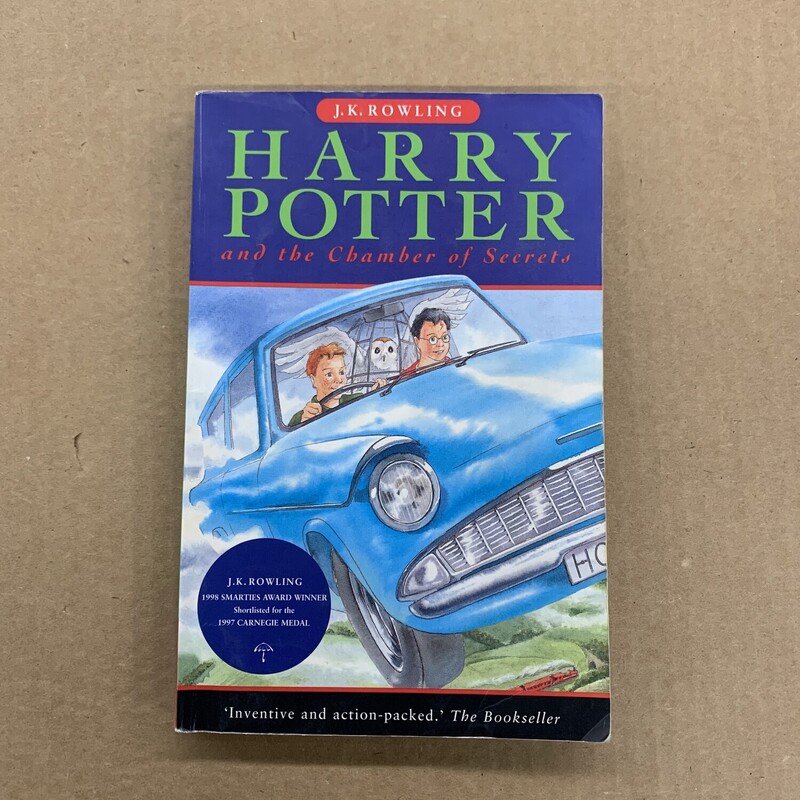 J.K. ROWLING
HARRY
POTTER
and the Chamber of Secrets
HO
J.K. ROWLING
1998 SMARTIES AWARD WINNER
Shortlisted for the
1997 CARNEGIE MEDAL
'Inventive and action-packed.' The Bookseller